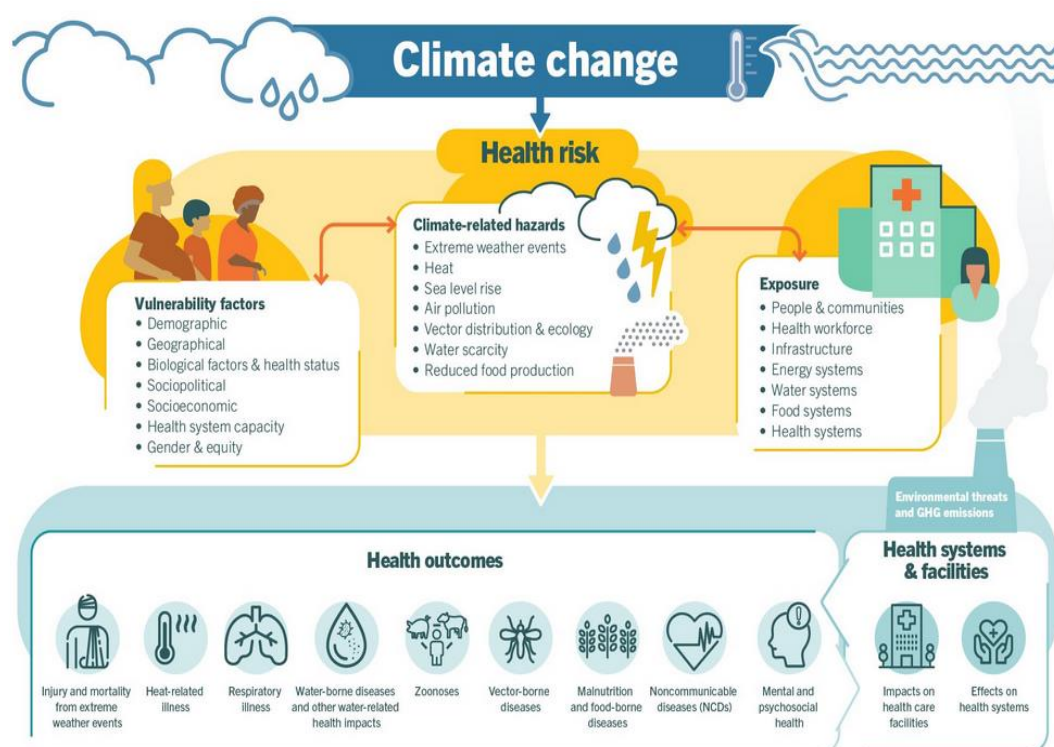 Climate change
Health risk
Vulnerability factors
• Demographic
• Geographical
• Biological factors & health status
• Sociopolitical
• Socioeconomic
• Health system capacity
• Gender & equity
Climate-related hazards
• Extreme weather events
• Heat
• Sea level rise
• Air pollution
• Vector distribution & ecology
• Water scarcity
• Reduced food production
Exposure
• People & communities
• Health workforce
• Infrastructure
• Energy systems
• Water systems
• Food systems
• Health systems
Environmental threats
and GHG emissions
Health outcomes
Injury and mortality
from extreme
weather events
Heat-related
illness
Respiratory
illness
Water-borne diseases
and other water-related
health impacts
Zoonoses
Vector-borne
diseases
Malnutrition
and food-borne
diseases
Noncommunicable
diseases (NCDs)
Mental and
psychosocial
health
Health systems
& facilities
Impacts on
health care
facilities
Effects on
health systems